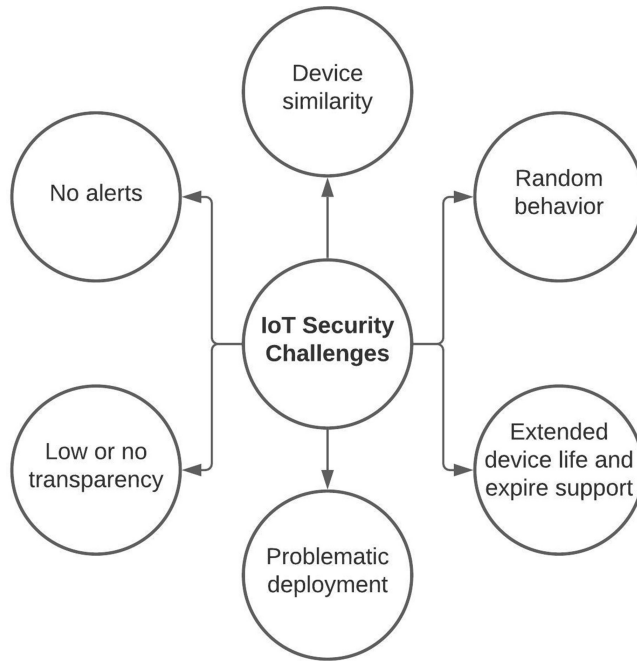 Device
similarity
No alerts
Random
behavior
IoT Security
Challenges
Low or no
transparency
Extended
device life and
expire support
Problematic
deployment